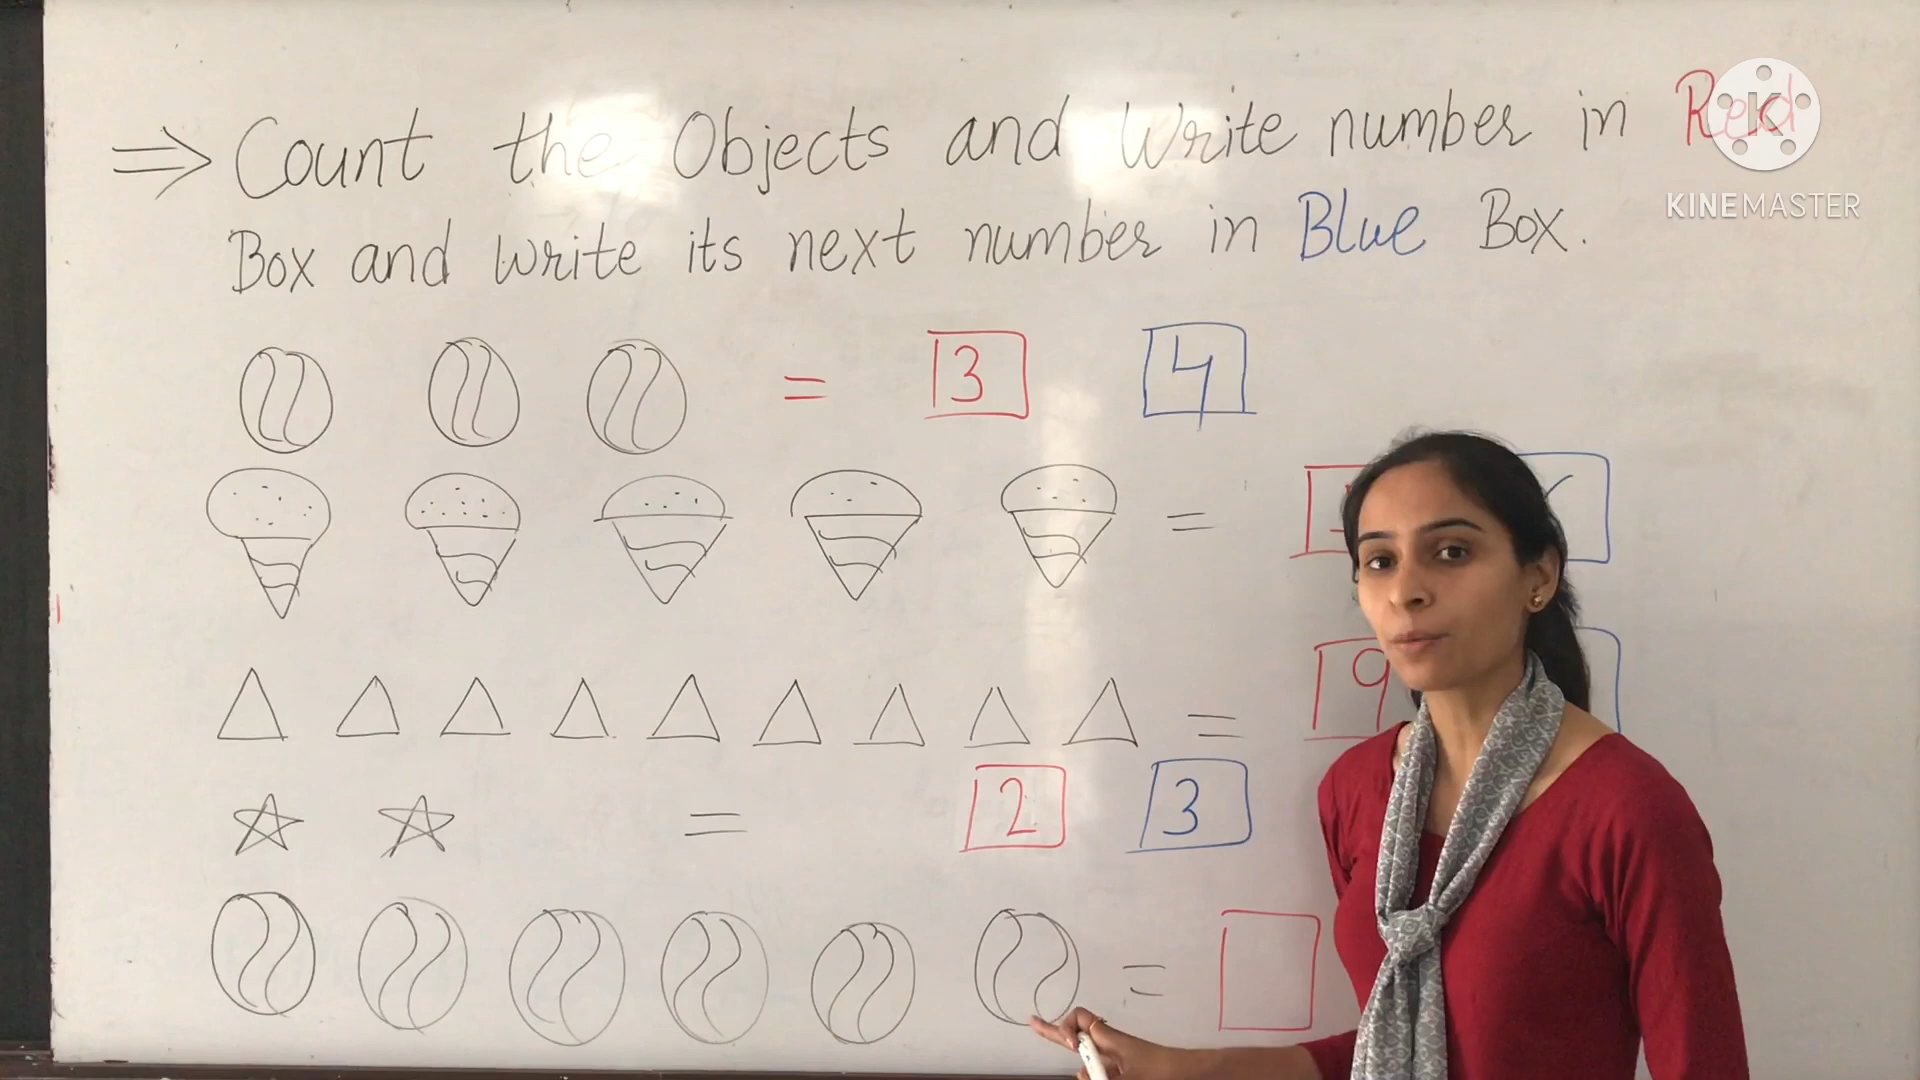 ⇒ Count the Objects and Write number in Red
Box and write its next number in Blue Box.
= 3 4
=
= 9
= 2 3
=
K
KINEMASTER